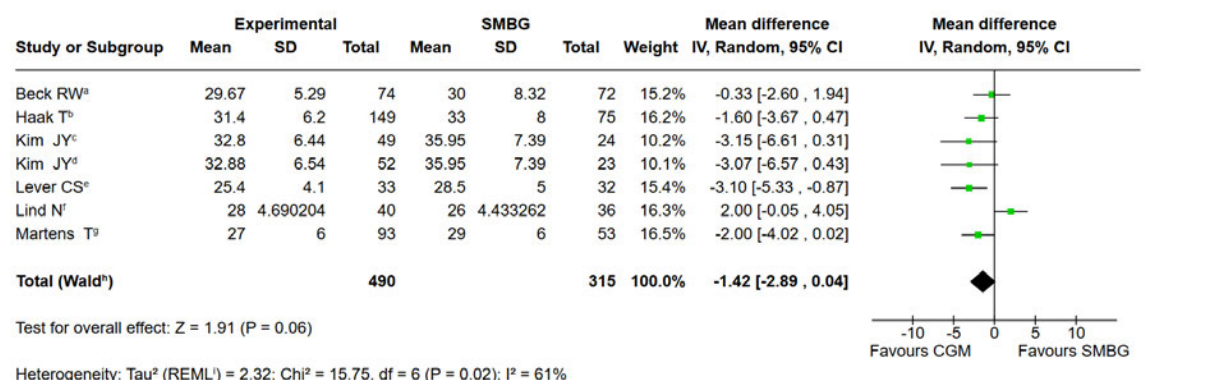 Experimental SMBG Mean difference Mean difference
Study or Subgroup Mean SD Total Mean SD Total Weight IV, Random, 95% CI IV, Random, 95% CI
Beck RWᵃ 29.67 5.29 74 30 8.32 72 15.2% -0.33 [-2.60 , 1.94]
Haak Tᵇ 31.4 6.2 149 33 8 75 16.2% -1.60 [-3.67 , 0.47]
Kim JYᶜ 32.8 6.44 49 35.95 7.39 24 10.2% -3.15 [-6.61 , 0.31]
Kim JYᵈ 32.88 6.54 52 35.95 7.39 23 10.1% -3.07 [-6.57 , 0.43]
Lever CSᵉ 25.4 4.1 33 28.5 5 32 15.4% -3.10 [-5.33 , -0.87]
Lind Nᶠ 28 4.690204 40 26 4.433262 36 16.3% 2.00 [-0.05 , 4.05]
Martens Tᵍ 27 6 93 29 6 53 16.5% -2.00 [-4.02 , 0.02]
Total (Waldʰ) 490 315 100.0% -1.42 [-2.89 , 0.04]
Test for overall effect: Z = 1.91 (P = 0.06)
-10 -5 0 5 10
Favours CGM Favours SMBG
Heterogeneity: Tau² (REMLⁱ) = 2.32; Chi² = 15.75, df = 6 (P = 0.02); I² = 61%